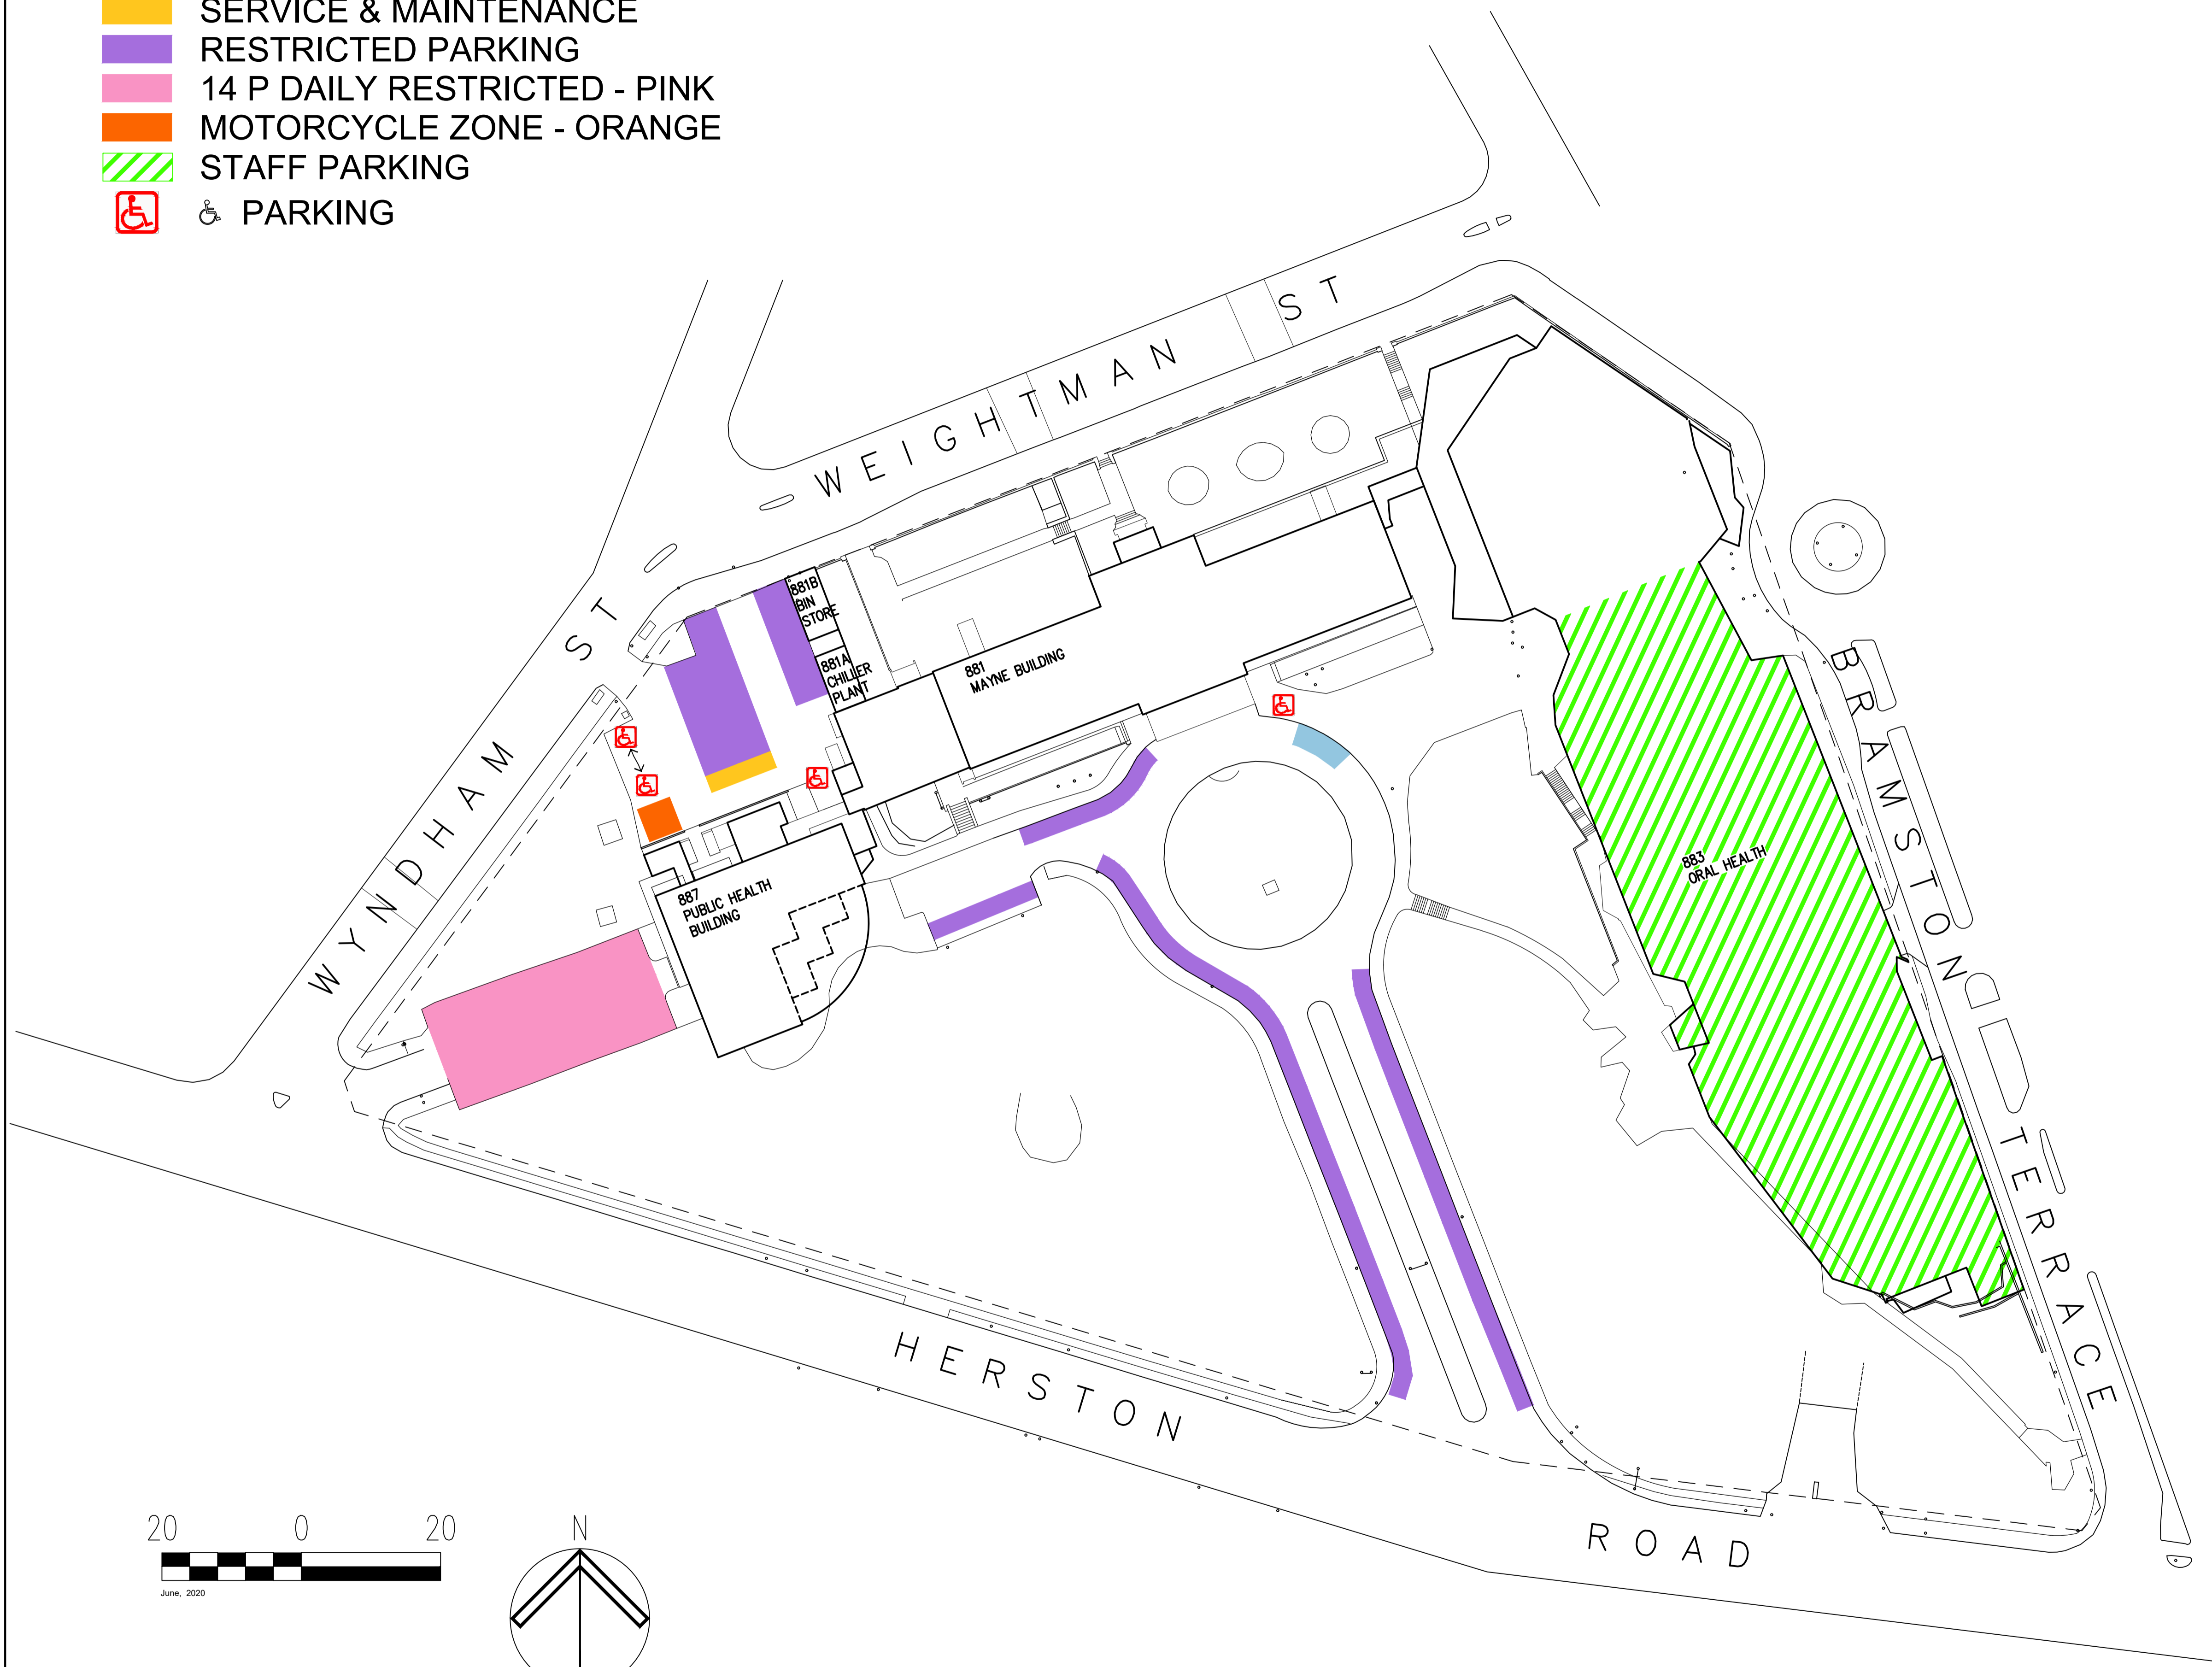 SERVICE & MAINTENANCE
RESTRICTED PARKING
14 P DAILY RESTRICTED - PINK
MOTORCYCLE ZONE - ORANGE
STAFF PARKING
PARKING
WEIGHTMAN ST
WYNDHAM ST
BRAMSTON TERRACE
HERSTON ROAD
881B
BIN
STORE
881A
CHILLER
PLANT
881
MAYNE BUILDING
883
ORAL HEALTH
887
PUBLIC HEALTH
BUILDING
20 0 20
June, 2020
N